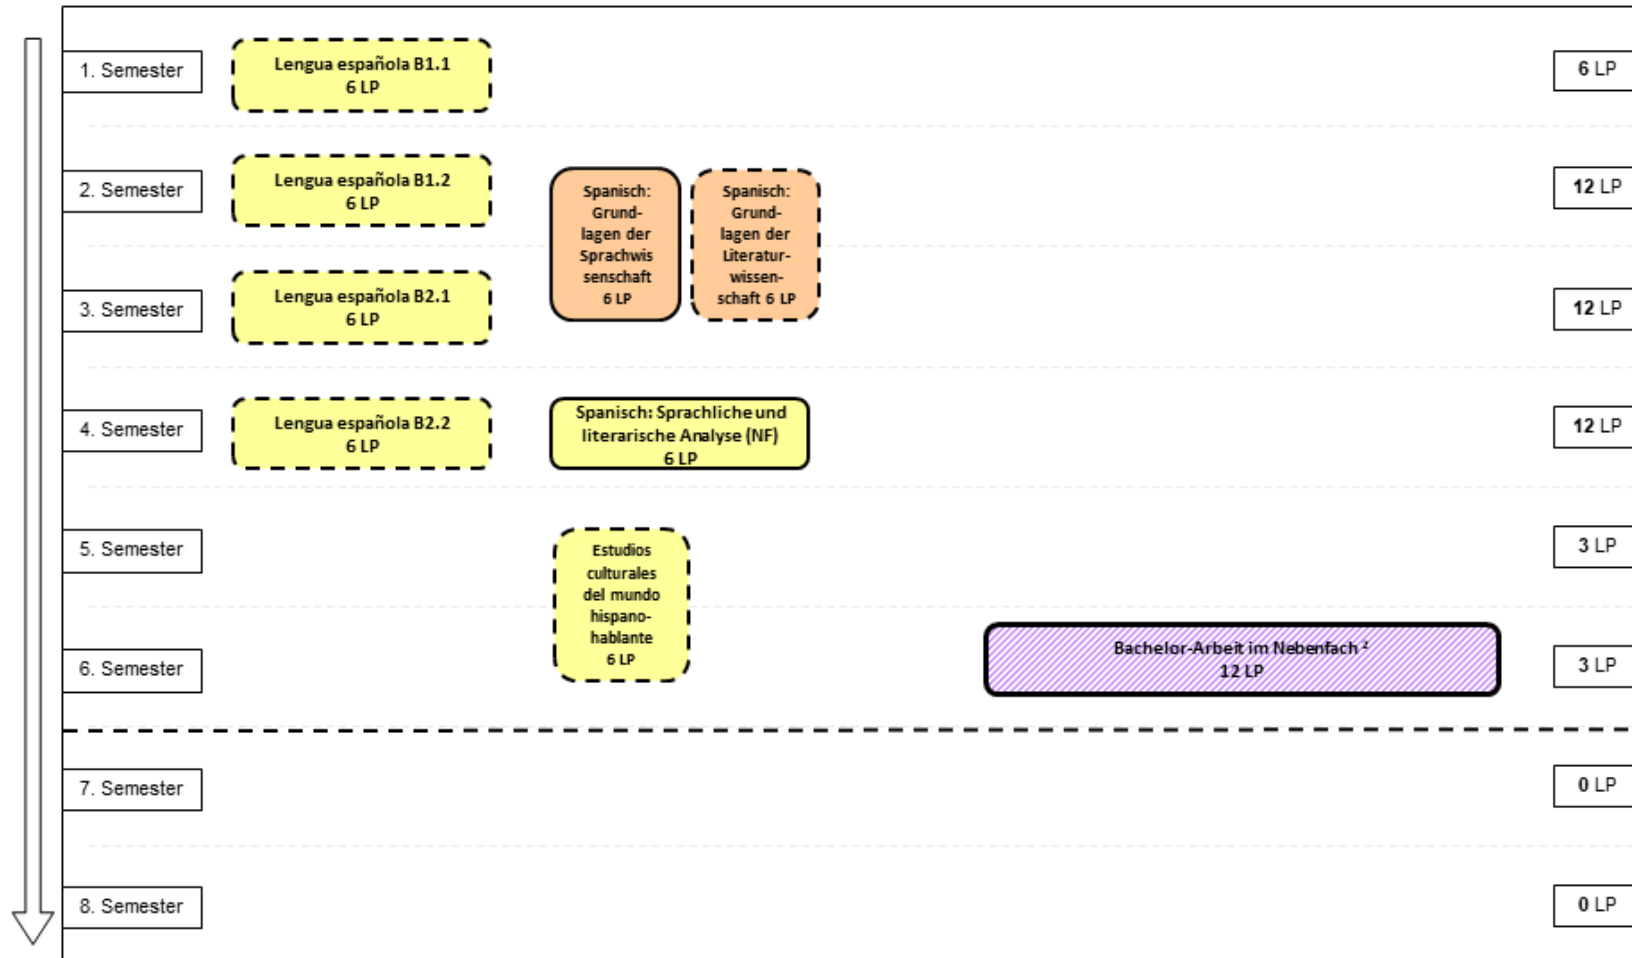 1. Semester
Lengua española B1.1
6 LP
6 LP
2. Semester
Lengua española B1.2
6 LP
Spanisch:
Grund-
lagen der
Sprachwis
senschaft
6 LP
Spanisch:
Grund-
lagen der
Literatur-
wissen-
schaft 6 LP
12 LP
3. Semester
Lengua española B2.1
6 LP
12 LP
4. Semester
Lengua española B2.2
6 LP
Spanisch: Sprachliche und
literarische Analyse (NF)
6 LP
12 LP
5. Semester
Estudios
culturales
del mundo
hispano-
hablante
6 LP
3 LP
6. Semester
Bachelor-Arbeit im Nebenfach ²
12 LP
3 LP
7. Semester
0 LP
8. Semester
0 LP